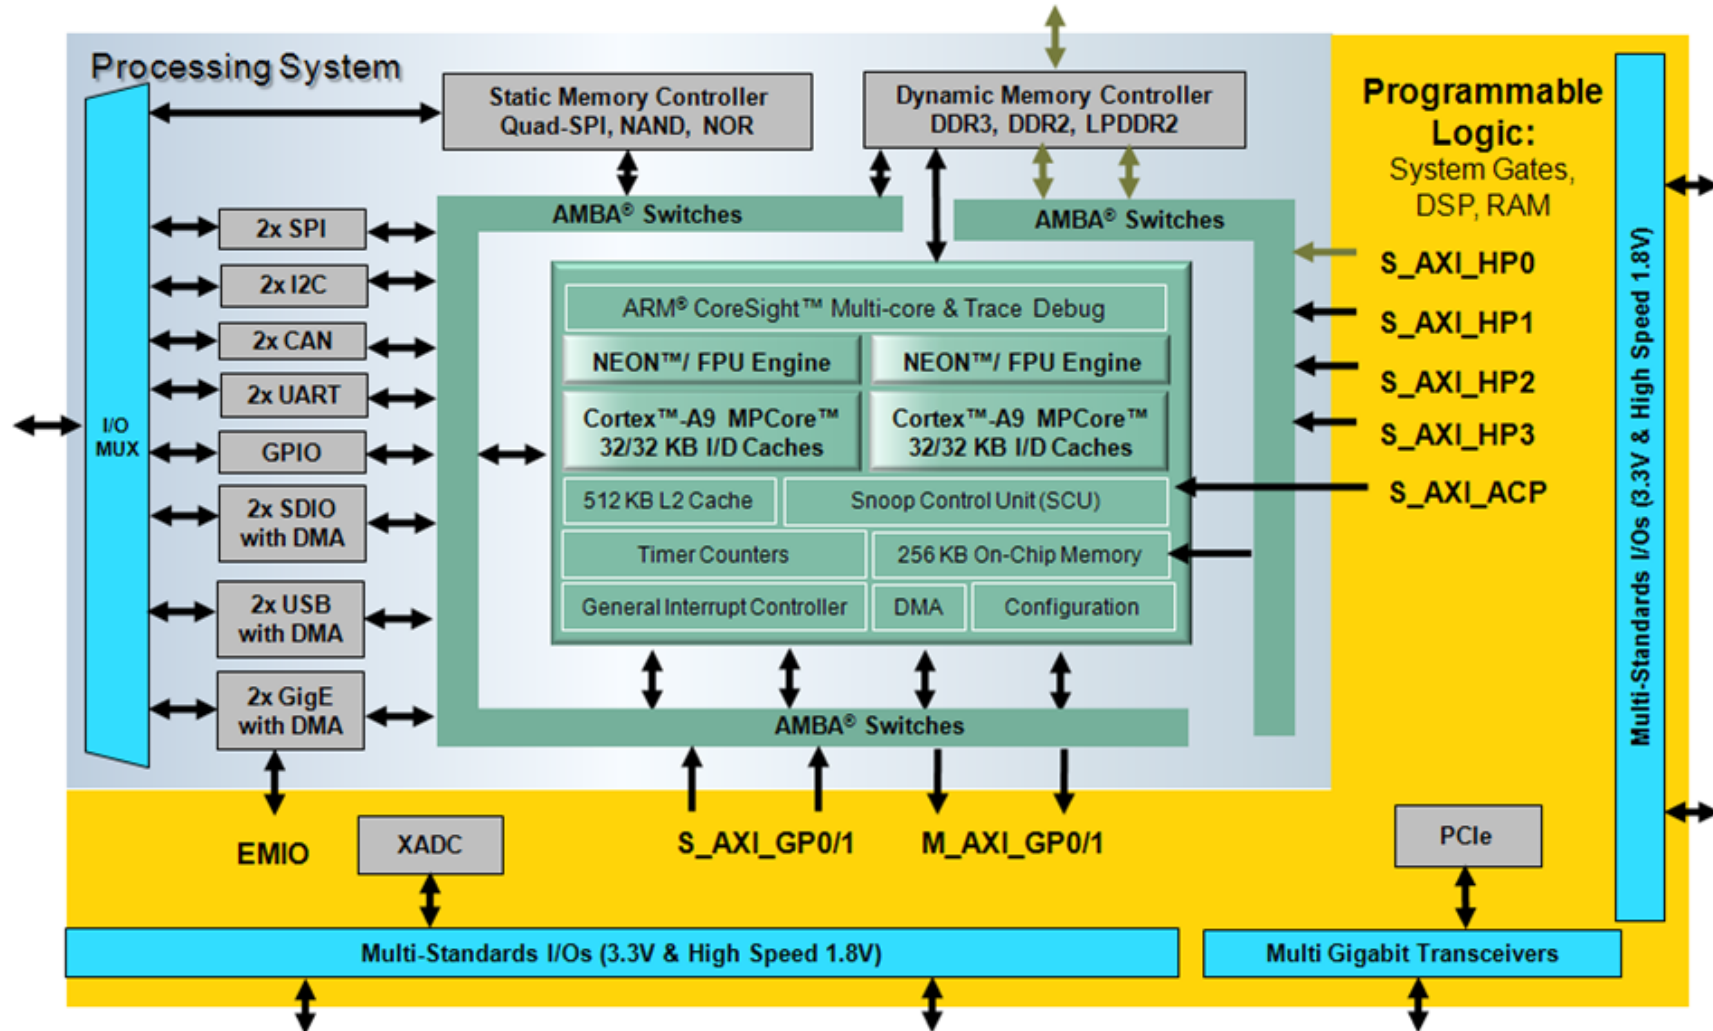 Processing System
Static Memory Controller
Quad-SPI, NAND, NOR
Dynamic Memory Controller
DDR3, DDR2, LPDDR2
Programmable
Logic:
System Gates,
DSP, RAM
AMBA® Switches
AMBA® Switches
I/O
MUX
2x SPI
2x I2C
2x CAN
2x UART
GPIO
2x SDIO
with DMA
2x USB
with DMA
2x GigE
with DMA
ARM® CoreSight™ Multi-core & Trace Debug
NEON™/ FPU Engine
NEON™/ FPU Engine
Cortex™-A9 MPCore™
32/32 KB I/D Caches
Cortex™-A9 MPCore™
32/32 KB I/D Caches
512 KB L2 Cache
Snoop Control Unit (SCU)
Timer Counters
256 KB On-Chip Memory
General Interrupt Controller
DMA
Configuration
AMBA® Switches
S_AXI_HP0
S_AXI_HP1
S_AXI_HP2
S_AXI_HP3
S_AXI_ACP
Multi-Standards I/Os (3.3V & High Speed 1.8V)
EMIO
XADC
S_AXI_GP0/1
M_AXI_GP0/1
PCIe
Multi-Standards I/Os (3.3V & High Speed 1.8V)
Multi Gigabit Transceivers